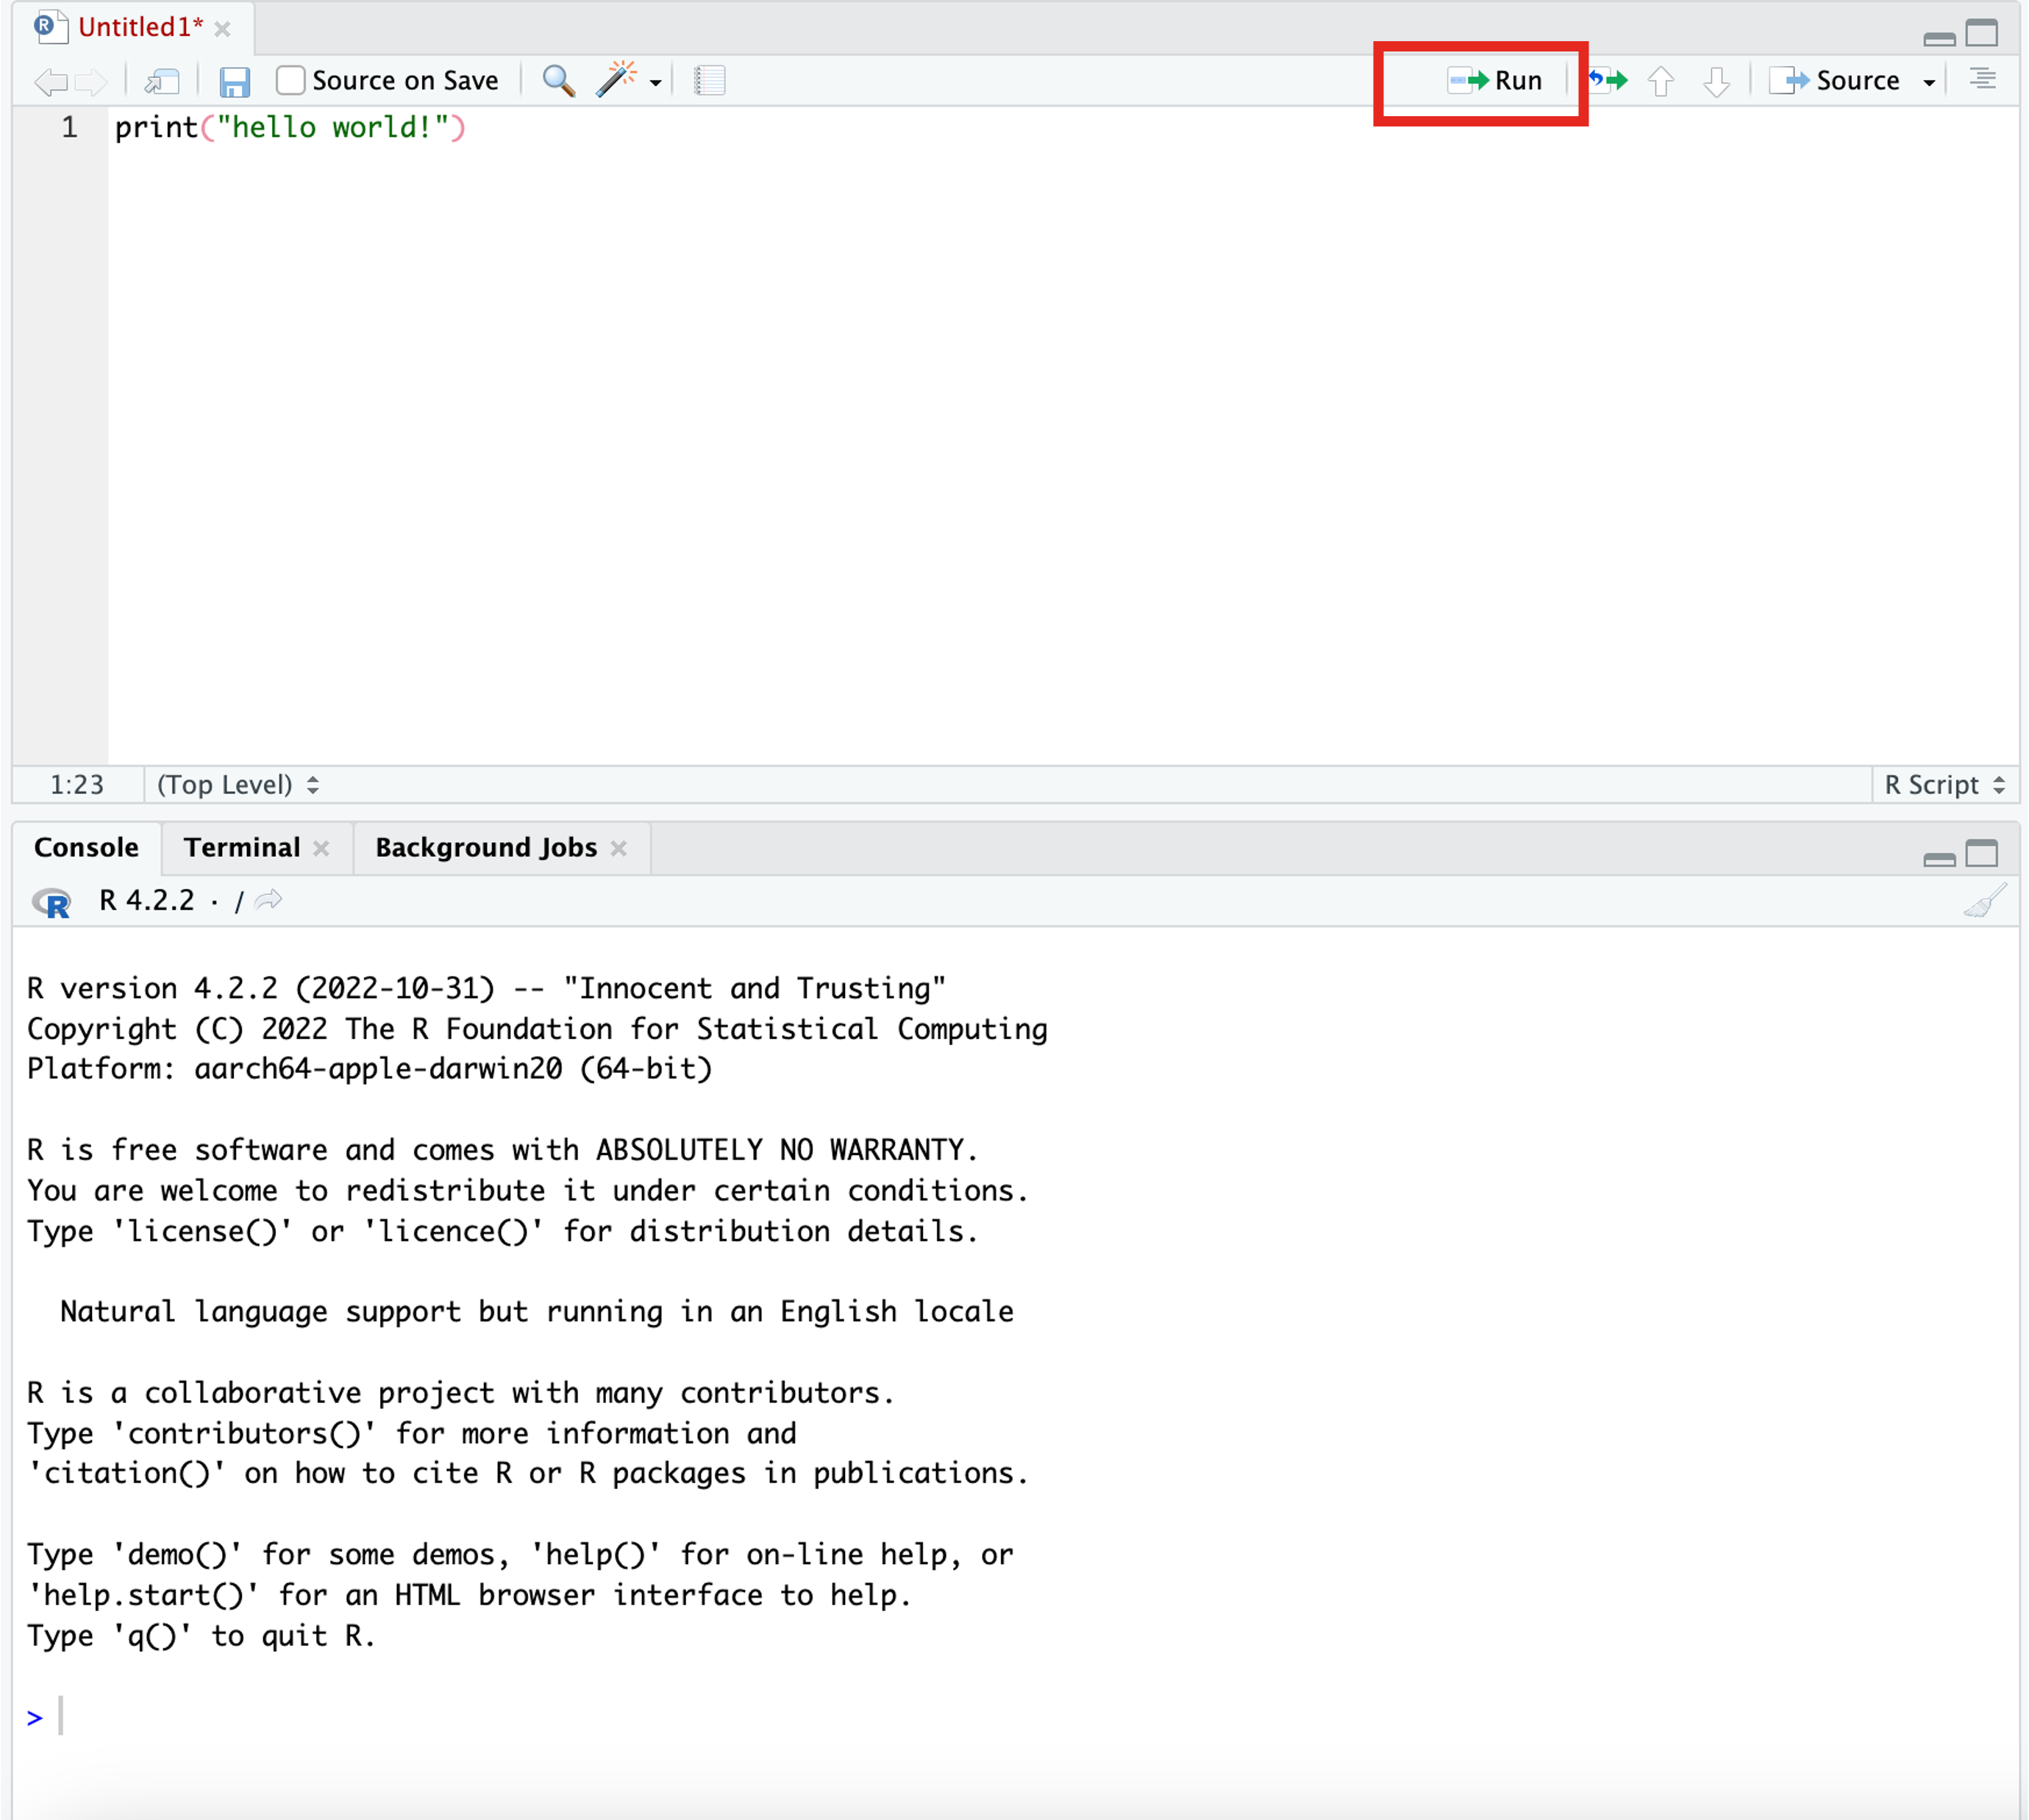 Untitled1*
Source on Save Run Source
1 print("hello world!")
1:23 (Top Level) R Script
Console Terminal Background Jobs
R 4.2.2 · /
R version 4.2.2 (2022-10-31) -- "Innocent and Trusting"
Copyright (C) 2022 The R Foundation for Statistical Computing
Platform: aarch64-apple-darwin20 (64-bit)
R is free software and comes with ABSOLUTELY NO WARRANTY.
You are welcome to redistribute it under certain conditions.
Type 'license()' or 'licence()' for distribution details.
Natural language support but running in an English locale
R is a collaborative project with many contributors.
Type 'contributors()' for more information and
'citation()' on how to cite R or R packages in publications.
Type 'demo()' for some demos, 'help()' for on-line help, or
'help.start()' for an HTML browser interface to help.
Type 'q()' to quit R.
>